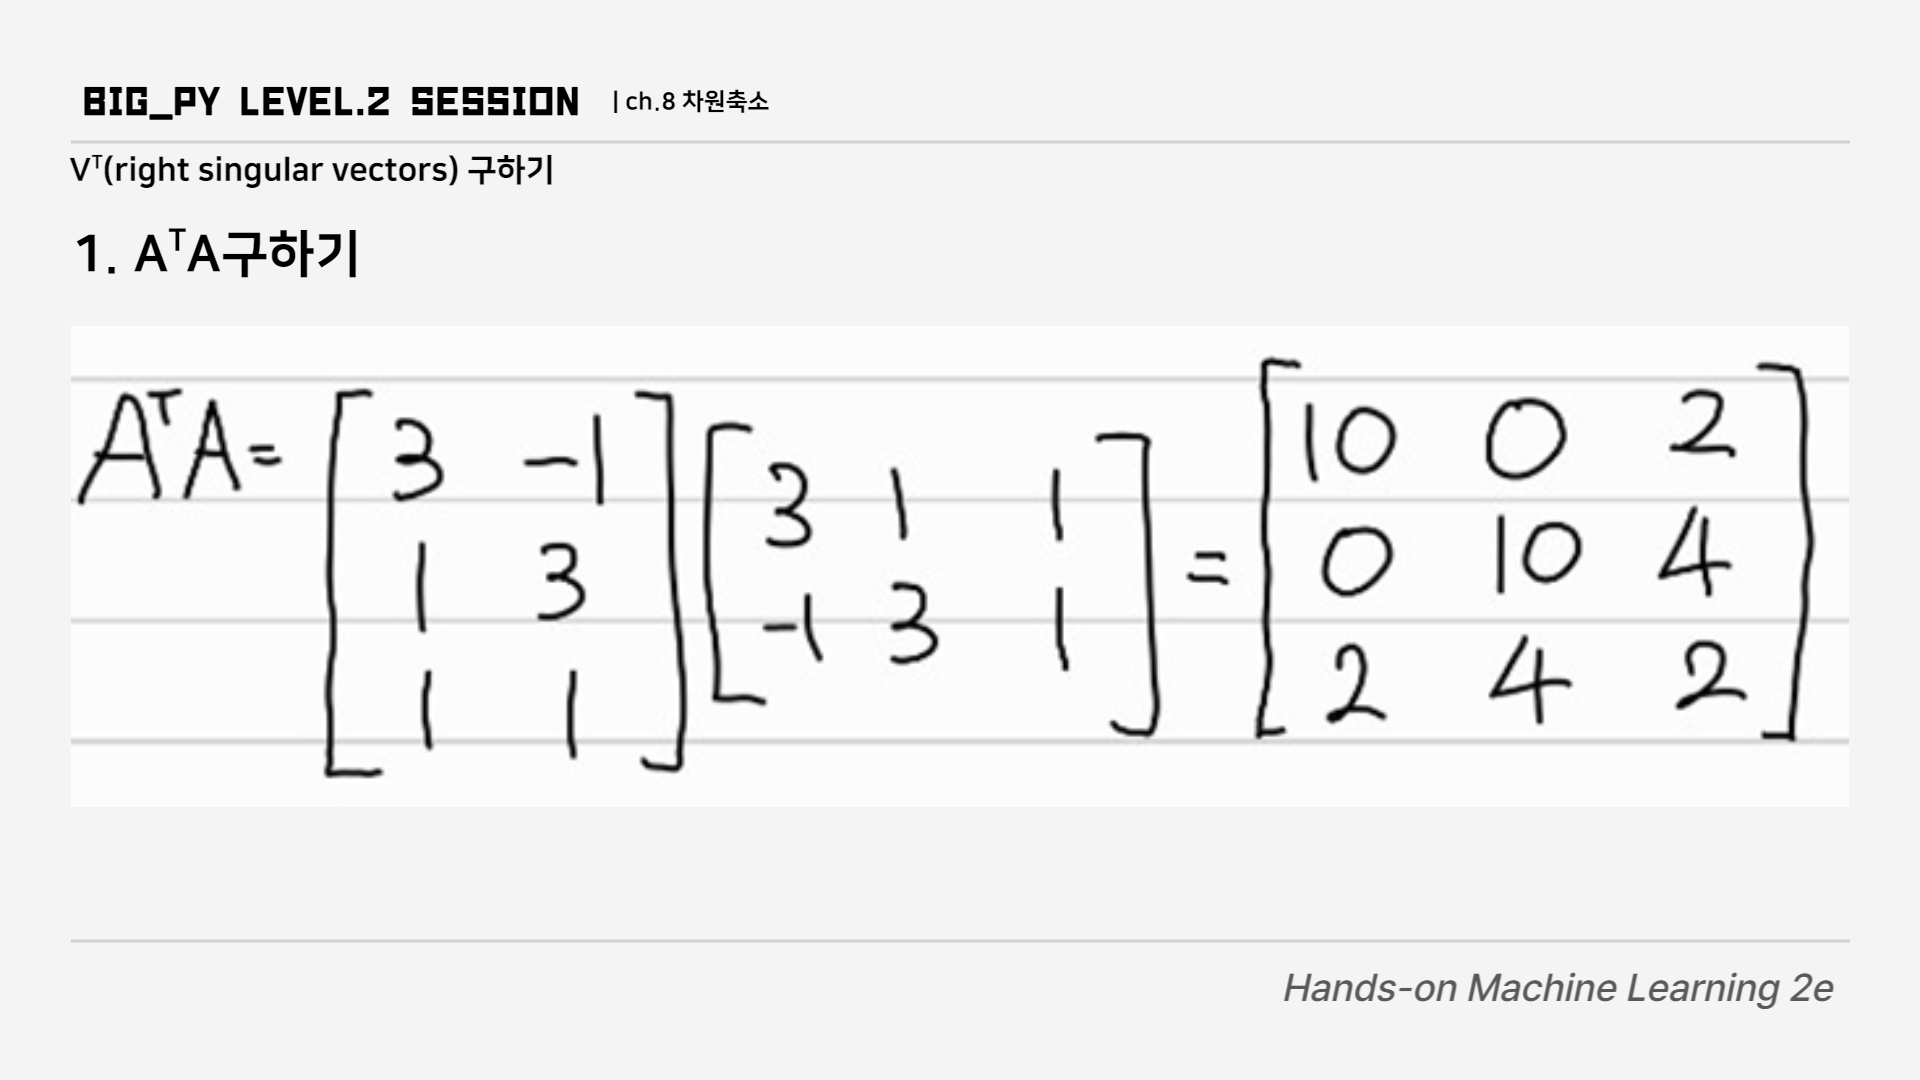 BIG_PY LEVEL.2 SESSION | ch.8 차원축소
Vᵀ(right singular vectors) 구하기
1. AᵀA구하기
AᵀA= [3 -1; 1 3; 1 1] [3 1 1; -1 3 1] = [10 0 2; 0 10 4; 2 4 2]
Hands-on Machine Learning 2e